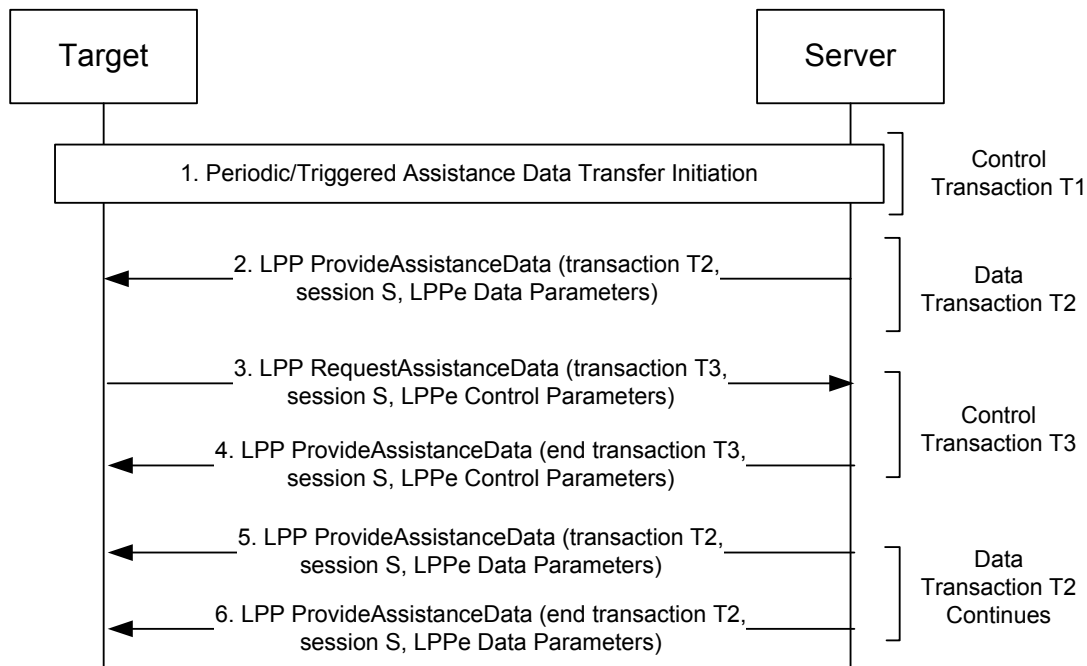 Target
Server
1. Periodic/Triggered Assistance Data Transfer Initiation
Control
Transaction T1
2. LPP ProvideAssistanceData (transaction T2,
session S, LPPe Data Parameters)
Data
Transaction T2
3. LPP RequestAssistanceData (transaction T3,
session S, LPPe Control Parameters)
4. LPP ProvideAssistanceData (end transaction T3,
session S, LPPe Control Parameters)
Control
Transaction T3
5. LPP ProvideAssistanceData (transaction T2,
session S, LPPe Data Parameters)
6. LPP ProvideAssistanceData (end transaction T2,
session S, LPPe Data Parameters)
Data
Transaction T2
Continues